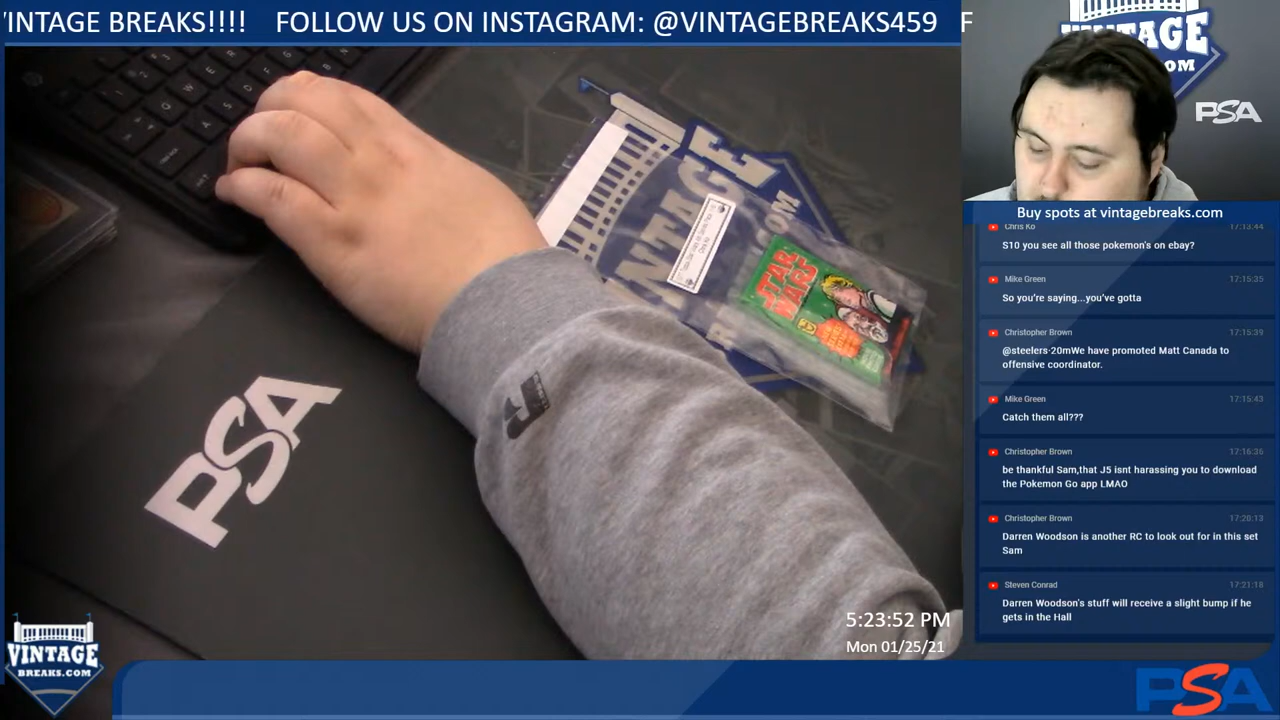 INTAGE BREAKS!!!! FOLLOW US ON INSTAGRAM: @VINTAGEBREAKS459 F
VINTAGE
.COM
PSA
Buy spots at vintagebreaks.com
Chris Ko 17:13:44
S10 you see all those pokemon's on ebay?
Mike Green 17:15:35
So you're saying...you've gotta
Christopher Brown 17:15:39
@steelers-20mWe have promoted Matt Canada to
offensive coordinator.
Mike Green 17:15:43
Catch them all???
Christopher Brown 17:16:36
be thankful Sam,that J5 isnt harassing you to download
the Pokemon Go app LMAO
Christopher Brown 17:20:13
Darren Woodson is another RC to look out for in this set
Sam
Steven Conrad 17:21:18
Darren Woodson's stuff will receive a slight bump if he
gets in the Hall
VINTAGE
STAR
WARS
PSA
5:23:52 PM
Mon 01/25/21
VINTAGE
BREAKS.COM
PSA